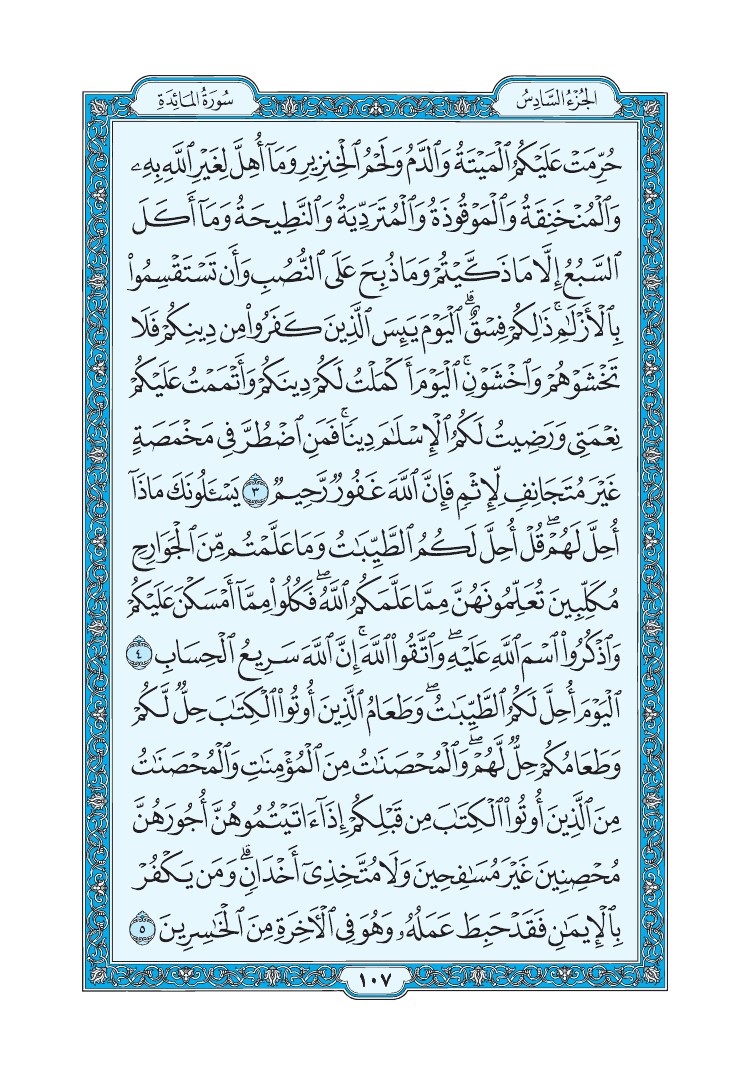 الجُزْءُ السَّادِسُ
سُورَةُ المَائِدَةِ
حُرِّمَتْ عَلَيْكُمُ ٱلْمَيْتَةُ وَٱلدَّمُ وَلَحْمُ ٱلْخِنزِيرِ وَمَآ أُهِلَّ لِغَيْرِ ٱللَّهِ بِهِۦ
وَٱلْمُنْخَنِقَةُ وَٱلْمَوْقُوذَةُ وَٱلْمُتَرَدِّيَةُ وَٱلنَّطِيحَةُ وَمَآ أَكَلَ
ٱلسَّبُعُ إِلَّا مَا ذَكَّيْتُمْ وَمَا ذُبِحَ عَلَى ٱلنُّصُبِ وَأَن تَسْتَقْسِمُوا۟
بِٱلْأَزْلَٰمِ ۚ ذَٰلِكُمْ فِسْقٌ ۗ ٱلْيَوْمَ يَئِسَ ٱلَّذِينَ كَفَرُوا۟ مِن دِينِكُمْ فَلَا
تَخْشَوْهُمْ وَٱخْشَوْنِ ۚ ٱلْيَوْمَ أَكْمَلْتُ لَكُمْ دِينَكُمْ وَأَتْمَمْتُ عَلَيْكُمْ
نِعْمَتِى وَرَضِيتُ لَكُمُ ٱلْإِسْلَٰمَ دِينًا ۚ فَمَنِ ٱضْطُرَّ فِى مَخْمَصَةٍ
غَيْرَ مُتَجَانِفٍ لِّإِثْمٍ فَإِنَّ ٱللَّهَ غَفُورٌ رَّحِيمٌ ٣ يَسْـَٔلُونَكَ مَاذَآ
أُحِلَّ لَهُمْ ۖ قُلْ أُحِلَّ لَكُمُ ٱلطَّيِّبَٰتُ وَمَا عَلَّمْتُم مِّنَ ٱلْجَوَارِحِ
مُكَلِّبِينَ تُعَلِّمُونَهُنَّ مِمَّا عَلَّمَكُمُ ٱللَّهُ ۖ فَكُلُوا۟ مِمَّآ أَمْسَكْنَ عَلَيْكُمْ
وَٱذْكُرُوا۟ ٱسْمَ ٱللَّهِ عَلَيْهِ ۖ وَٱتَّقُوا۟ ٱللَّهَ ۚ إِنَّ ٱللَّهَ سَرِيعُ ٱلْحِسَابِ ٤
ٱلْيَوْمَ أُحِلَّ لَكُمُ ٱلطَّيِّبَٰتُ ۖ وَطَعَامُ ٱلَّذِينَ أُوتُوا۟ ٱلْكِتَٰبَ حِلٌّ لَّكُمْ
وَطَعَامُكُمْ حِلٌّ لَّهُمْ ۖ وَٱلْمُحْصَنَٰتُ مِنَ ٱلْمُؤْمِنَٰتِ وَٱلْمُحْصَنَٰتُ
مِنَ ٱلَّذِينَ أُوتُوا۟ ٱلْكِتَٰبَ مِن قَبْلِكُمْ إِذَآ ءَاتَيْتُمُوهُنَّ أُجُورَهُنَّ
مُحْصِنِينَ غَيْرَ مُسَٰفِحِينَ وَلَا مُتَّخِذِىٓ أَخْدَانٍ ۗ وَمَن يَكْفُرْ
بِٱلْإِيمَٰنِ فَقَدْ حَبِطَ عَمَلُهُۥ وَهُوَ فِى ٱلْـَٔاخِرَةِ مِنَ ٱلْخَٰسِرِينَ ٥
١٠٧